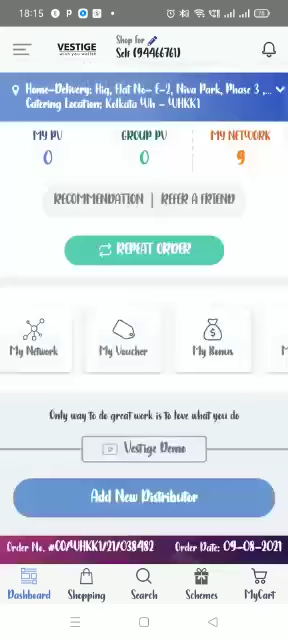 18:15
Shop for
VESTIGE
Self (94466761)
Home-Delivery: Hig, Flat No- E-2, Niva Park, Phase 3 ,...
Catering Location: Kolkata Wh - WHKK1
MY PV
GROUP PV
MY NETWORK
0
0
9
RECOMMENDATION | REFER A FRIEND
REPEAT ORDER
My Network
My Voucher
My Bonus
M
Only way to do great work is to love what you do
Vestige Demo
Add New Distributor
Order No. #CO/WHKK1/21/038482
Order Date: 09-08-2021
Dashboard
Shopping
Search
Schemes
MyCart